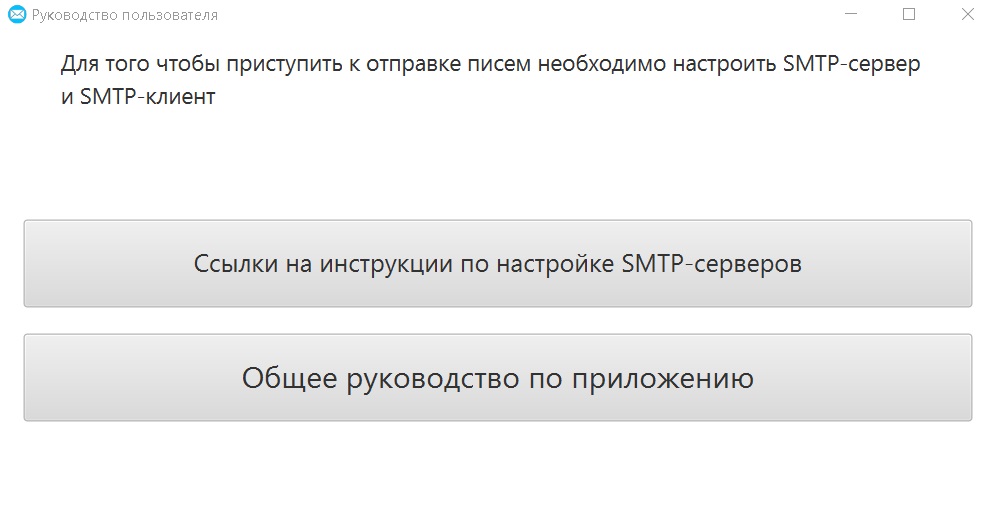 Руководство пользователя
Для того чтобы приступить к отправке писем необходимо настроить SMTP-сервер
и SMTP-клиент
Ссылки на инструкции по настройке SMTP-серверов
Общее руководство по приложению